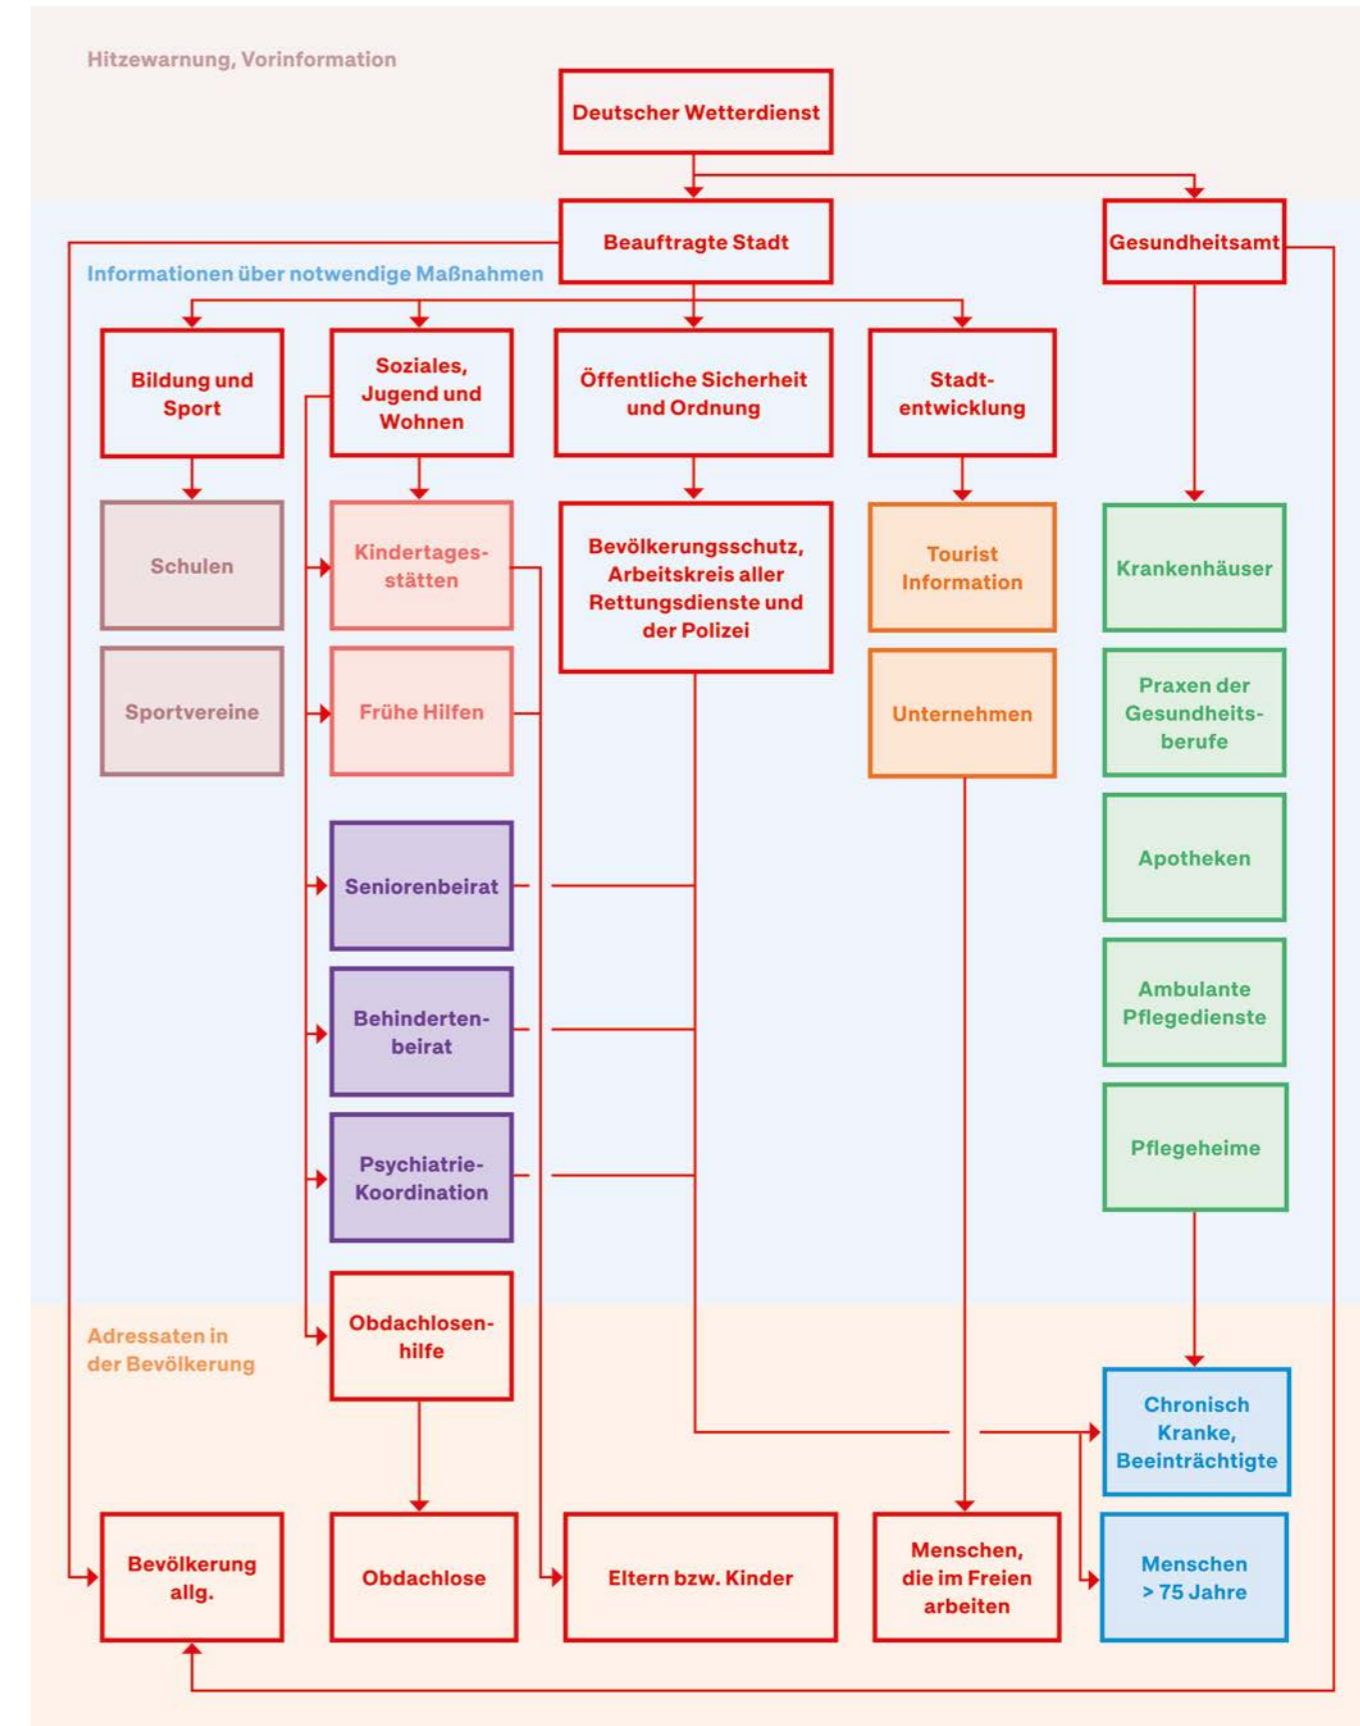 Hitzewarnung, Vorinformation
Deutscher Wetterdienst
Beauftragte Stadt
Gesundheitsamt
Informationen über notwendige Maßnahmen
Bildung und
Sport
Soziales,
Jugend und
Wohnen
Öffentliche Sicherheit
und Ordnung
Stadt-
entwicklung
Schulen
Kindertages-
stätten
Bevölkerungsschutz,
Arbeitskreis aller
Rettungsdienste und
der Polizei
Tourist
Information
Krankenhäuser
Sportvereine
Frühe Hilfen
Unternehmen
Praxen der
Gesundheits-
berufe
Seniorenbeirat
Apotheken
Behinderten-
beirat
Ambulante
Pflegedienste
Psychiatrie-
Koordination
Pflegeheime
Adressaten in
der Bevölkerung
Obdachlosen-
hilfe
Chronisch
Kranke,
Beeinträchtigte
Bevölkerung
allg.
Obdachlose
Eltern bzw. Kinder
Menschen,
die im Freien
arbeiten
Menschen
> 75 Jahre